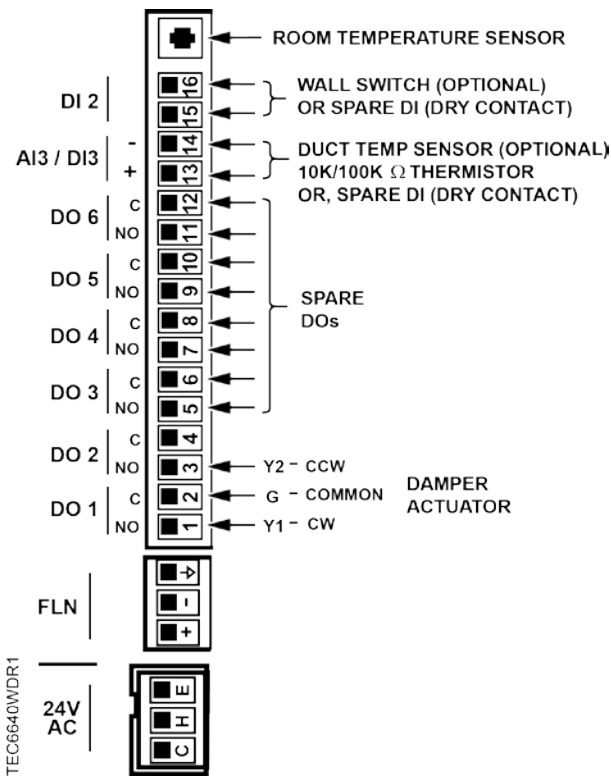 ROOM TEMPERATURE SENSOR
DI 2
16
15
WALL SWITCH (OPTIONAL)
OR SPARE DI (DRY CONTACT)
AI3 / DI3
-
+
14
13
DUCT TEMP SENSOR (OPTIONAL)
10K/100K Ω THERMISTOR
OR, SPARE DI (DRY CONTACT)
DO 6
C
NO
12
11
DO 5
C
NO
10
9
DO 4
C
NO
8
7
DO 3
C
NO
6
5
SPARE
DOs
DO 2
C
NO
4
3
Y2 - CCW
DO 1
C
NO
2
1
G - COMMON
Y1 - CW
DAMPER
ACTUATOR
FLN
-
+
24V
AC
E
H
C
TEC6640WDR1